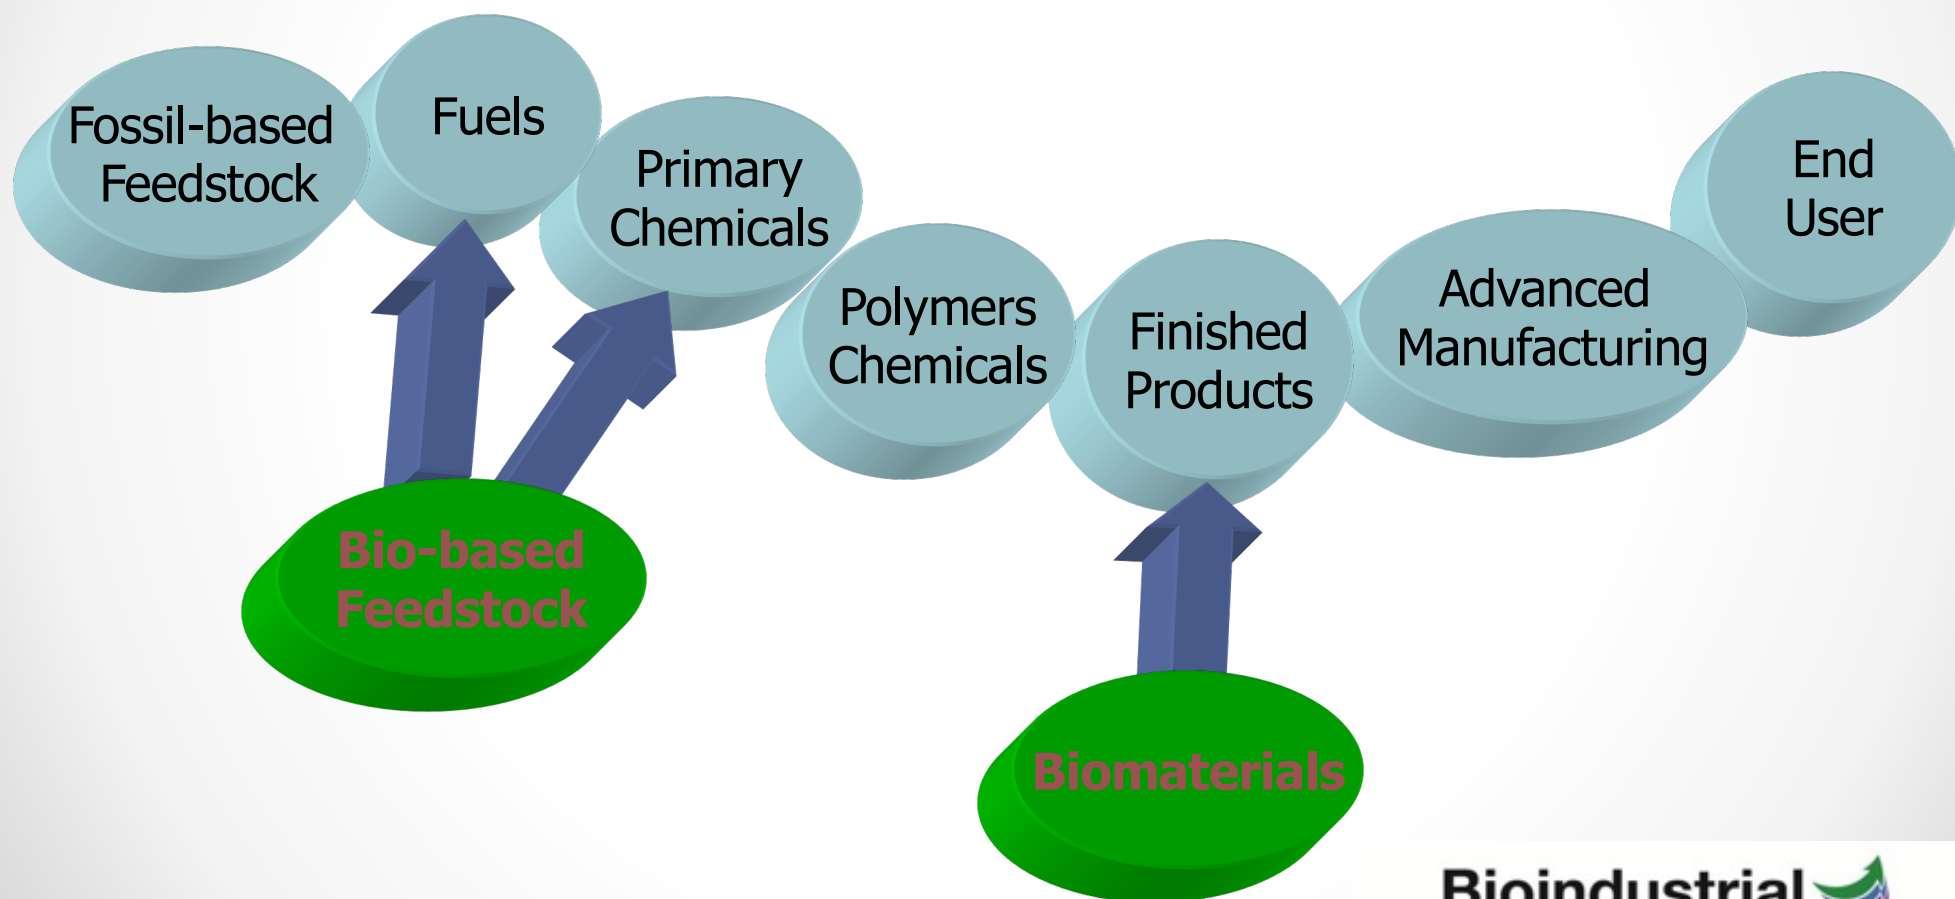 Fossil-based
Feedstock
Fuels
Primary
Chemicals
Polymers
Chemicals
Finished
Products
Advanced
Manufacturing
End
User
Bio-based
Feedstock
Biomaterials
Bioindustrial